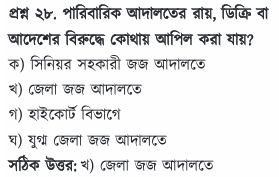 প্রশ্ন ২৮. পারিবারিক আদালতের রায়, ডিক্রি বা
আদেশের বিরুদ্ধে কোথায় আপিল করা যায়?
ক) সিনিয়র সহকারী জজ আদালতে
খ) জেলা জজ আদালতে
গ) হাইকোর্ট বিভাগে
ঘ) যুগ্ম জেলা জজ আদালতে
সঠিক উত্তর: খ) জেলা জজ আদালতে